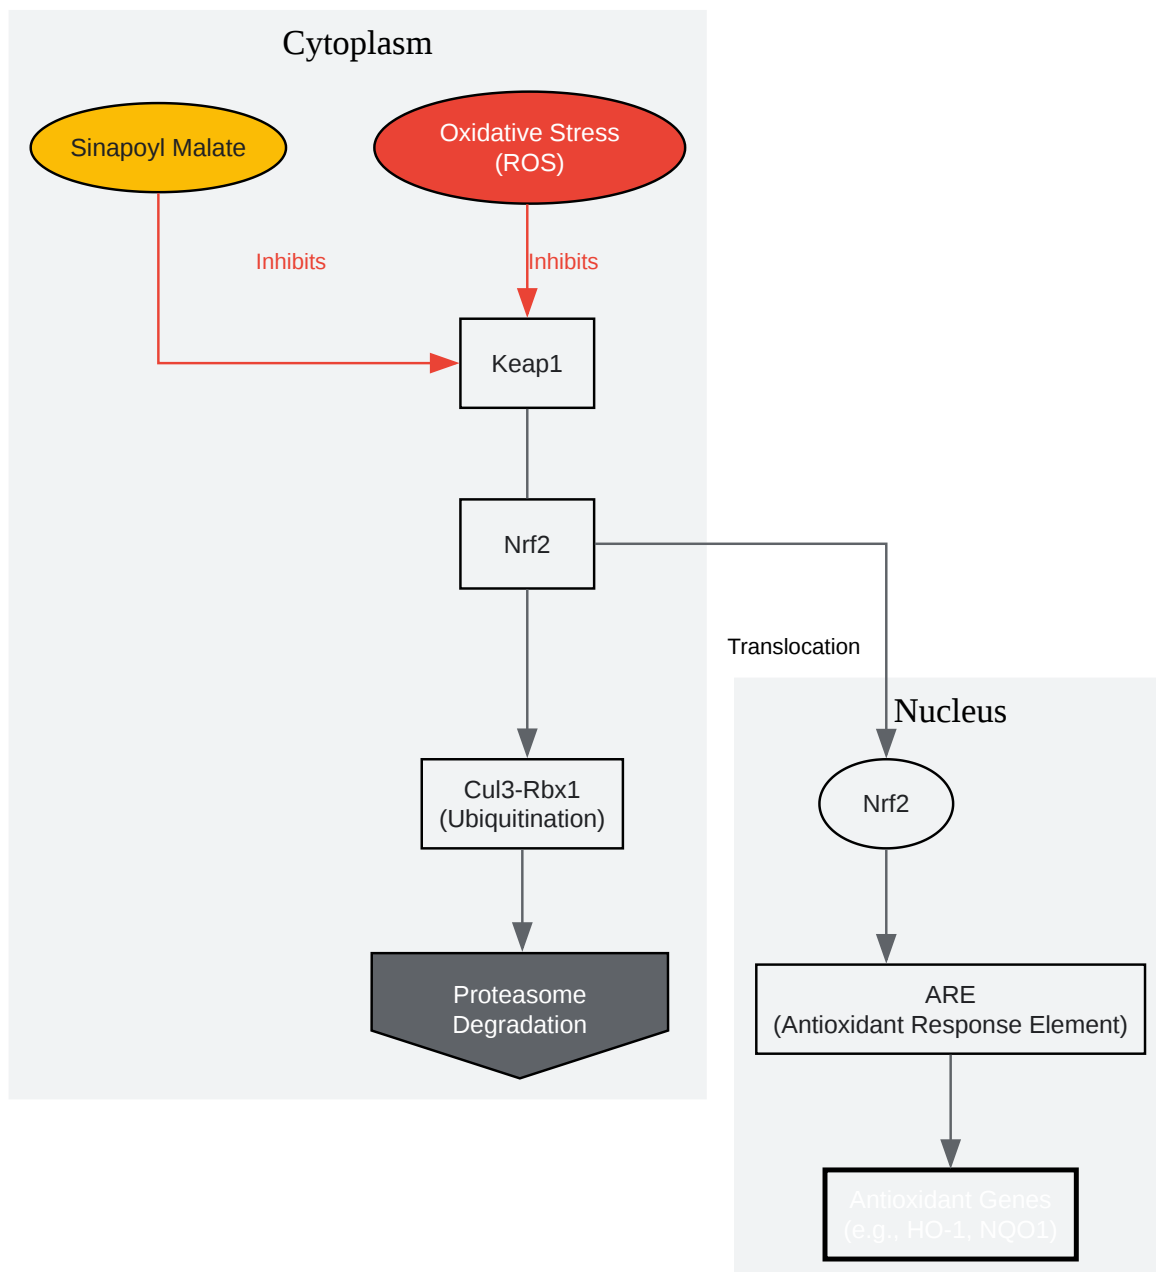 Cytoplasm
Sinapoyl Malate
Oxidative Stress
(ROS)
Inhibits
Inhibits
Keap1
Nrf2
Translocation
Nucleus
Cul3-Rbx1
(Ubiquitination)
Nrf2
Proteasome
Degradation
ARE
(Antioxidant Response Element)
Antioxidant Genes
(e.g., HO-1, NQO1)